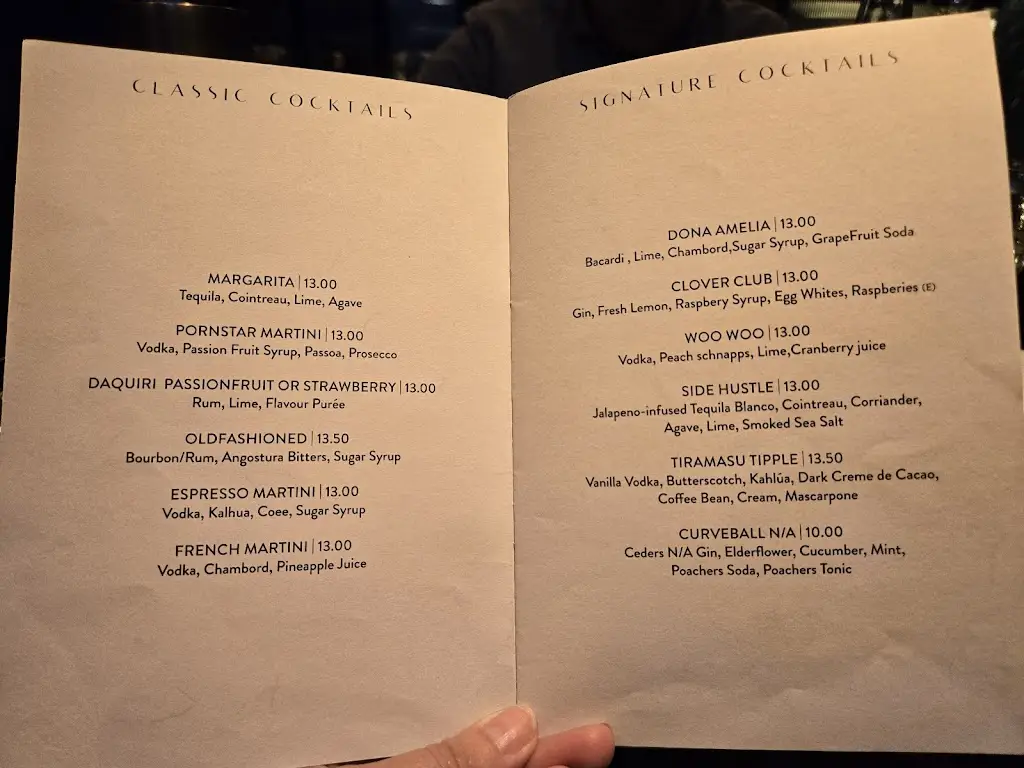 CLASSIC COCKTAILS
MARGARITA | 13.00
Tequila, Cointreau, Lime, Agave
PORNSTAR MARTINI | 13.00
Vodka, Passion Fruit Syrup, Passoa, Prosecco
DAQUIRI PASSIONFRUIT OR STRAWBERRY | 13.00
Rum, Lime, Flavour Purée
OLDFASHIONED | 13.50
Bourbon/Rum, Angostura Bitters, Sugar Syrup
ESPRESSO MARTINI | 13.00
Vodka, Kalhua, Coee, Sugar Syrup
FRENCH MARTINI | 13.00
Vodka, Chambord, Pineapple Juice
SIGNATURE COCKTAILS
DONA AMELIA | 13.00
Bacardi , Lime, Chambord,Sugar Syrup, GrapeFruit Soda
CLOVER CLUB | 13.00
Gin, Fresh Lemon, Raspbery Syrup, Egg Whites, Raspberies (E)
WOO WOO | 13.00
Vodka, Peach schnapps, Lime,Cranberry juice
SIDE HUSTLE | 13.00
Jalapeno-infused Tequila Blanco, Cointreau, Corriander,
Agave, Lime, Smoked Sea Salt
TIRAMASU TIPPLE | 13.50
Vanilla Vodka, Butterscotch, Kahlúa, Dark Creme de Cacao,
Coffee Bean, Cream, Mascarpone
CURVEBALL N/A | 10.00
Ceders N/A Gin, Elderflower, Cucumber, Mint,
Poachers Soda, Poachers Tonic